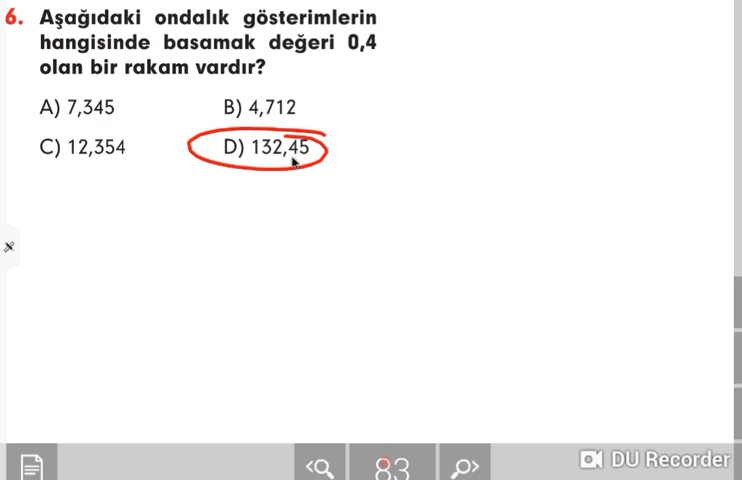 6. Aşağıdaki ondalık gösterimlerin
hangisinde basamak değeri 0,4
olan bir rakam vardır?
A) 7,345 B) 4,712
C) 12,354 D) 132,45
83
DU Recorder